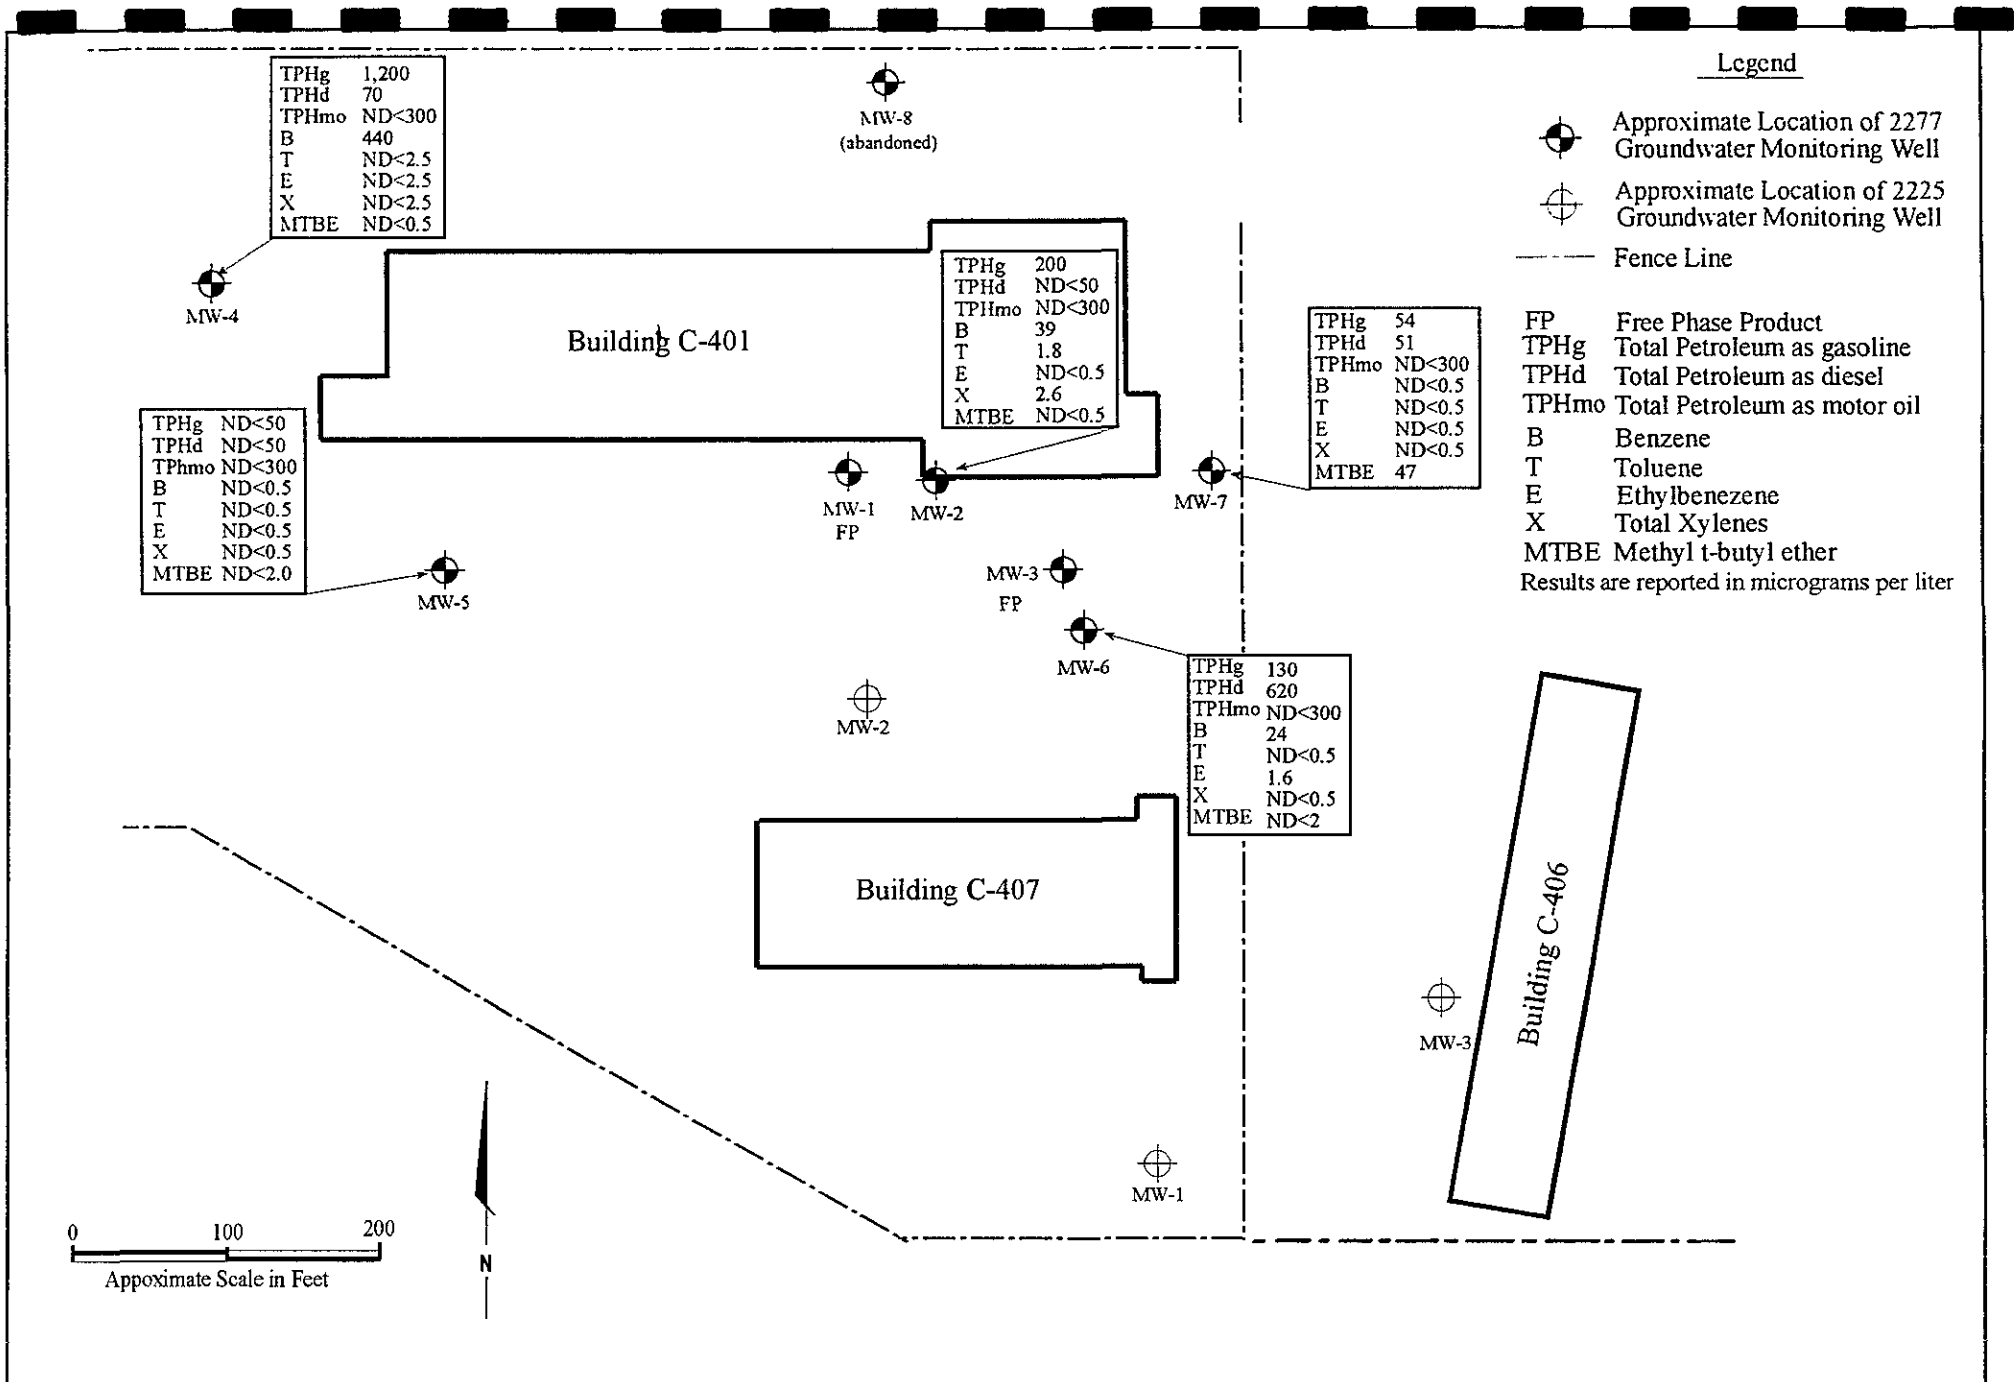 TPHg 1,200
TPHd 70
TPHmo ND<300
B 440
T ND<2.5
E ND<2.5
X ND<2.5
MTBE ND<0.5
MW-4
MW-8
(abandoned)
Building C-401
TPHg 200
TPHd ND<50
TPHmo ND<300
B 39
T 1.8
E ND<0.5
X 2.6
MTBE ND<0.5
TPHg 54
TPHd 51
TPHmo ND<300
B ND<0.5
T ND<0.5
E ND<0.5
X ND<0.5
MTBE 47
TPHg ND<50
TPHd ND<50
TPhmo ND<300
B ND<0.5
T ND<0.5
E ND<0.5
X ND<0.5
MTBE ND<2.0
MW-5
MW-1
FP
MW-2
MW-7
MW-3
FP
MW-6
TPHg 130
TPHd 620
TPHmo ND<300
B 24
T ND<0.5
E 1.6
X ND<0.5
MTBE ND<2
MW-2
Building C-407
Building C-406
MW-3
MW-1
Legend
Approximate Location of 2277
Groundwater Monitoring Well
Approximate Location of 2225
Groundwater Monitoring Well
Fence Line
FP Free Phase Product
TPHg Total Petroleum as gasoline
TPHd Total Petroleum as diesel
TPHmo Total Petroleum as motor oil
B Benzene
T Toluene
E Ethylbenezene
X Total Xylenes
MTBE Methyl t-butyl ether
Results are reported in micrograms per liter
0 100 200
Appoximate Scale in Feet
N